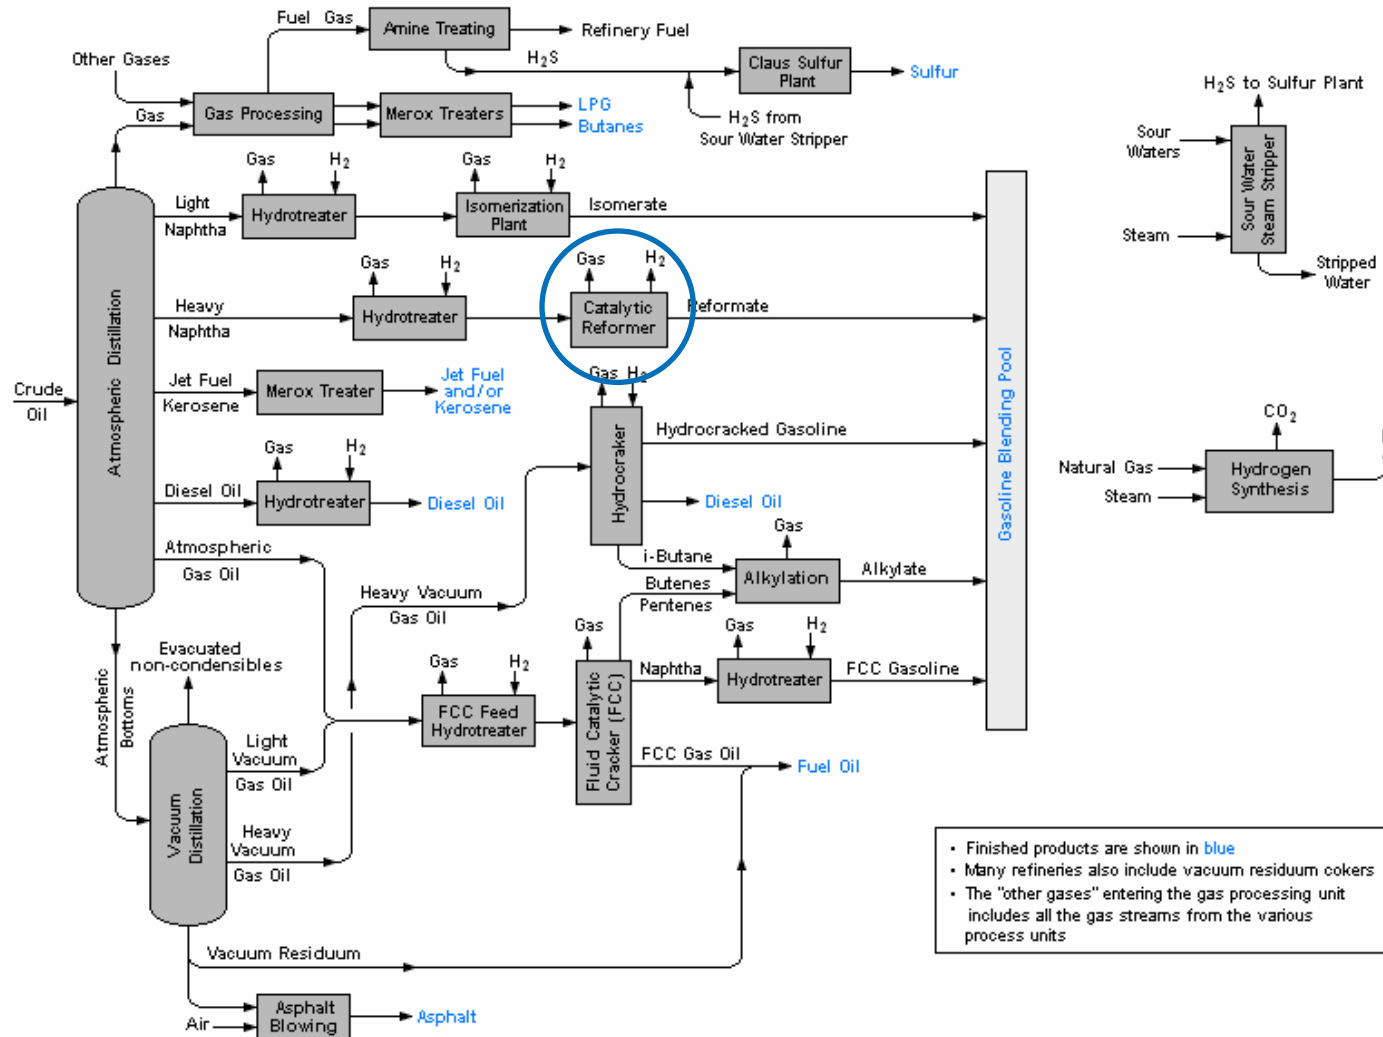 Fuel Gas
Amine Treating
Refinery Fuel
Other Gases
H2S
Claus Sulfur
Plant
Sulfur
Gas
Gas Processing
Merox Treaters
LPG
Butanes
H2S from
Sour Water Stripper
H2S to Sulfur Plant
Sour
Waters
Sour Water
Steam Stripper
Steam
Stripped
Water
Gas
H2
Gas
H2
Light
Naphtha
Hydrotreater
Isomerization
Plant
Isomerate
Gas
H2
Gas
H2
Heavy
Naphtha
Hydrotreater
Catalytic
Reformer
Reformate
Atmospheric Distillation
Crude
Oil
Jet Fuel
Kerosene
Merox Treater
Jet Fuel
and/or
Kerosene
Gas H2
Hydrocraker
Hydrocracked Gasoline
Gasoline Blending Pool
CO2
Natural Gas
Steam
Hydrogen
Synthesis
Gas
H2
Diesel Oil
Hydrotreater
Diesel Oil
Diesel Oil
Gas
Atmospheric
Gas Oil
i-Butane
Butenes
Pentenes
Alkylation
Alkylate
Heavy Vacuum
Gas Oil
Evacuated
non-condensibles
Atmospheric
Bottoms
Gas
H2
Gas
Gas
H2
FCC Feed
Hydrotreater
Fluid Catalytic
Cracker (FCC)
Naphtha
Hydrotreater
FCC Gasoline
Light
Vacuum
Gas Oil
FCC Gas Oil
Fuel Oil
Vacuum
Distillation
Heavy
Vacuum
Gas Oil
Vacuum Residuum
Asphalt
Blowing
Air
Asphalt
• Finished products are shown in blue
• Many refineries also include vacuum residuum cokers
• The "other gases" entering the gas processing unit
includes all the gas streams from the various
process units